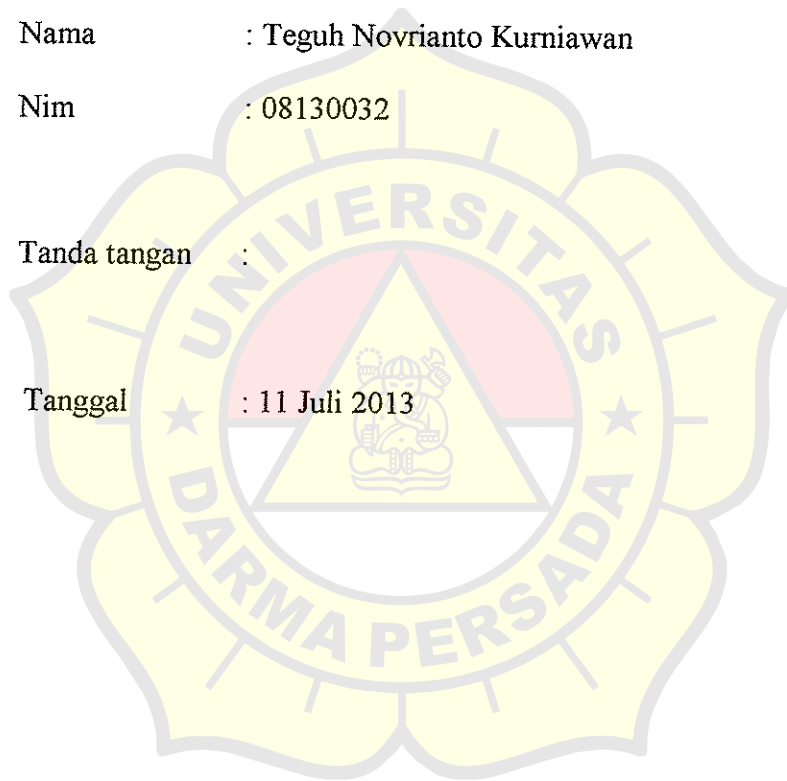 Nama : Teguh Novrianto Kurniawan
Nim : 08130032
UNIVERSITAS
Tanda tangan :
Tanggal : 11 Juli 2013
DARMA PERSADA